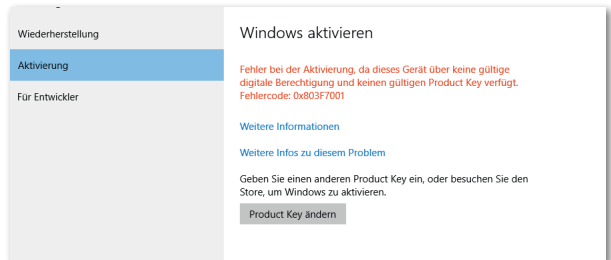 Wiederherstellung
Aktivierung
Für Entwickler
Windows aktivieren
Fehler bei der Aktivierung, da dieses Gerät über keine gültige
digitale Berechtigung und keinen gültigen Product Key verfügt.
Fehlercode: 0x803F7001
Weitere Informationen
Weitere Infos zu diesem Problem
Geben Sie einen anderen Product Key ein, oder besuchen Sie den
Store, um Windows zu aktivieren.
Product Key ändern